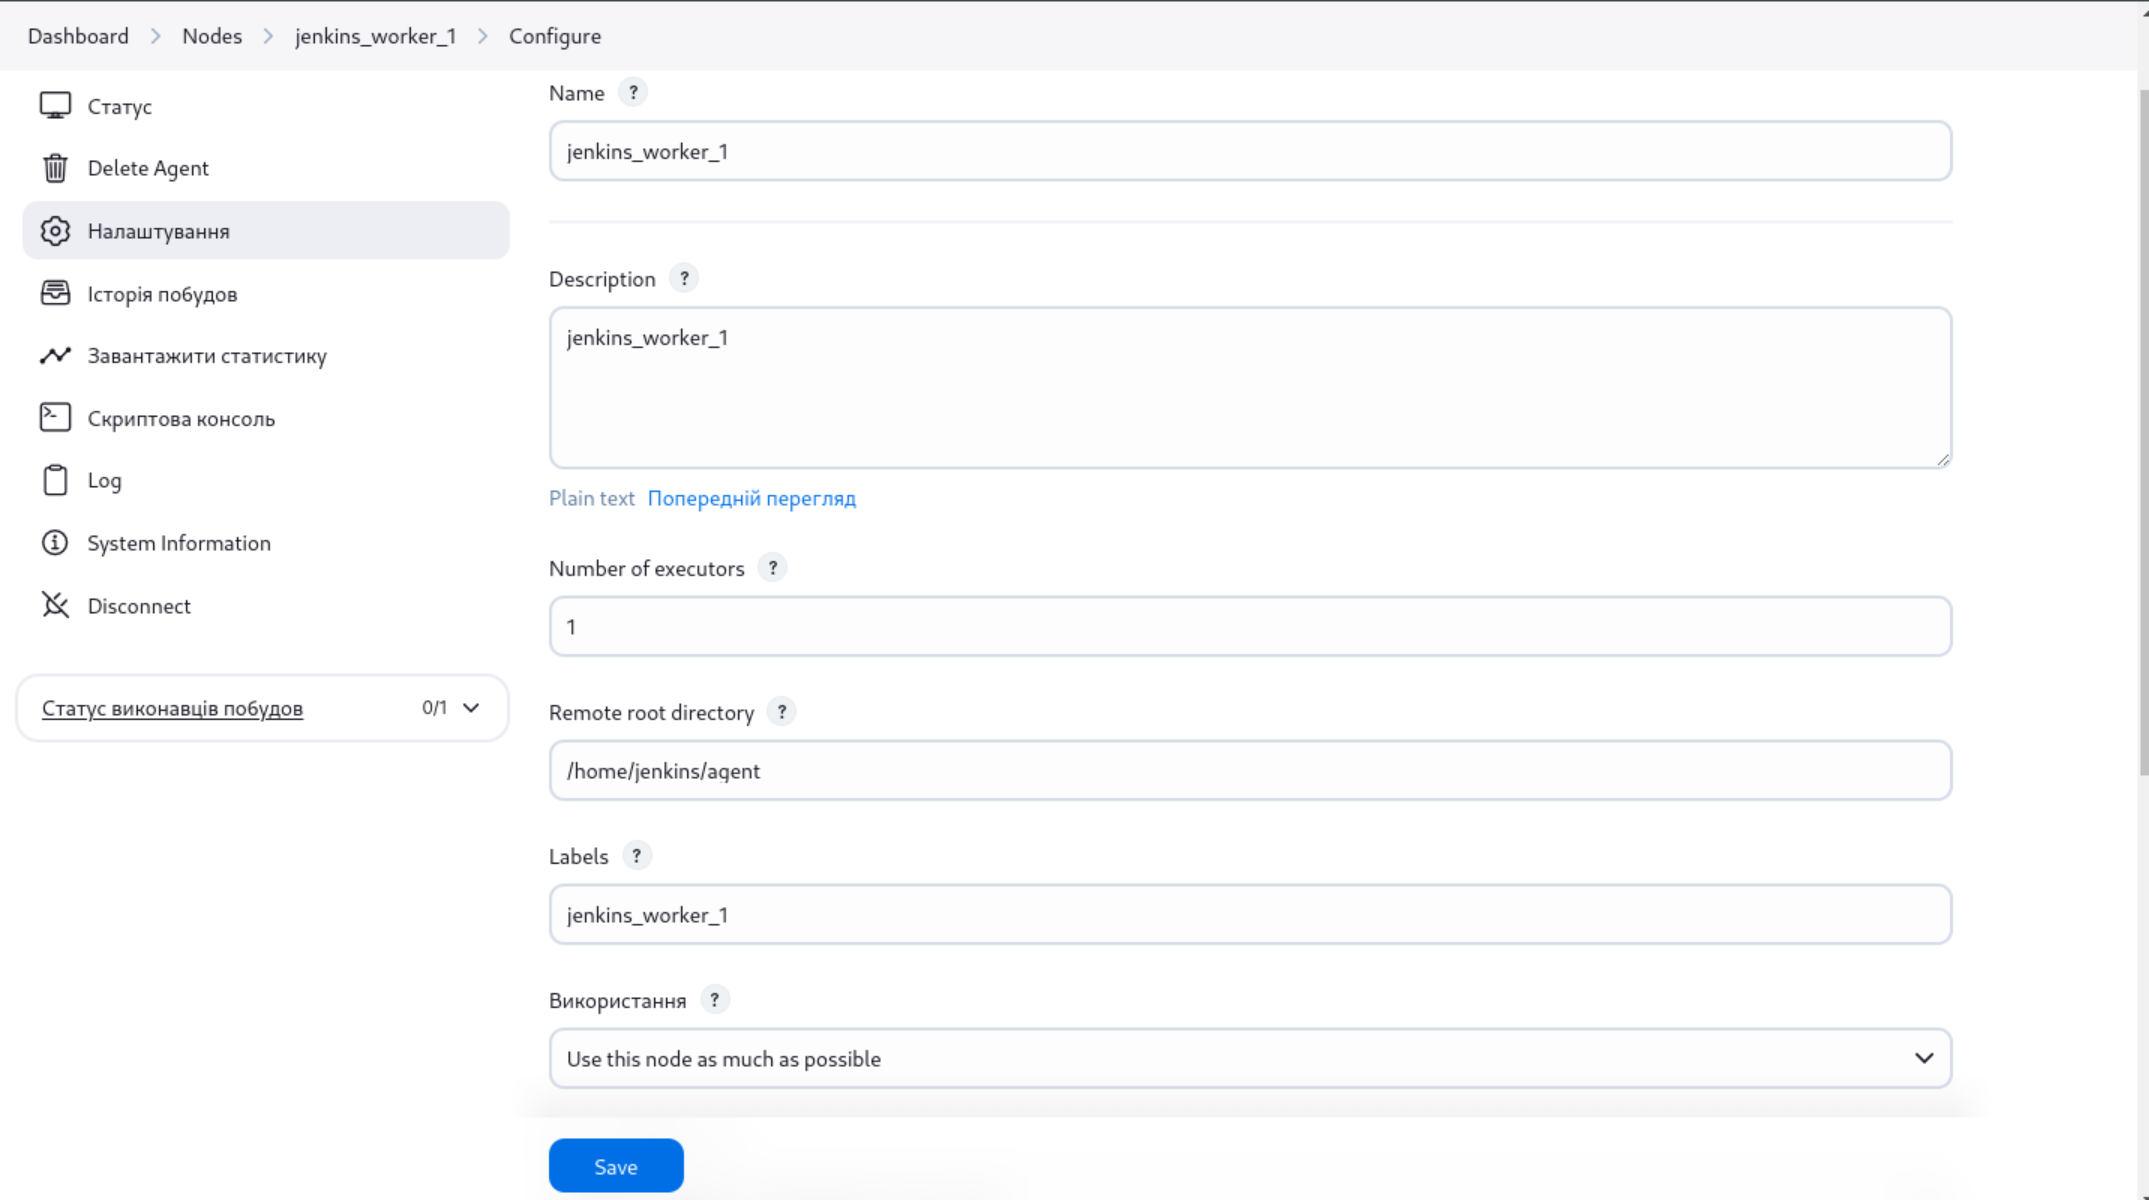 Dashboard > Nodes > jenkins_worker_1 > Configure
Статус
Delete Agent
Налаштування
Історія побудов
Завантажити статистику
Скриптова консоль
Log
System Information
Disconnect
Статус виконавців побудов 0/1
Name ?
jenkins_worker_1
Description ?
jenkins_worker_1
Plain text Попередній перегляд
Number of executors ?
1
Remote root directory ?
/home/jenkins/agent
Labels ?
jenkins_worker_1
Використання ?
Use this node as much as possible
Save